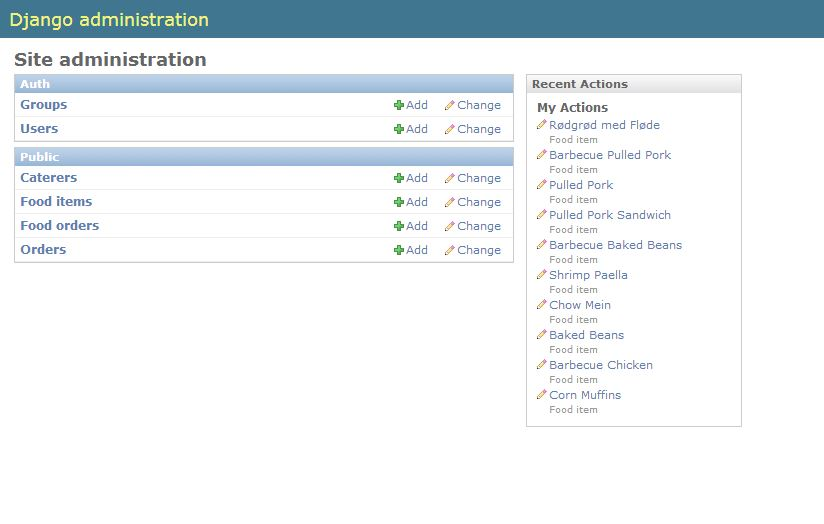 Django administration
Site administration
Auth
Groups Add Change
Users Add Change
Public
Caterers Add Change
Food items Add Change
Food orders Add Change
Orders Add Change
Recent Actions
My Actions
Rødgrød med Fløde
Food item
Barbecue Pulled Pork
Food item
Pulled Pork
Food item
Pulled Pork Sandwich
Food item
Barbecue Baked Beans
Food item
Shrimp Paella
Food item
Chow Mein
Food item
Baked Beans
Food item
Barbecue Chicken
Food item
Corn Muffins
Food item